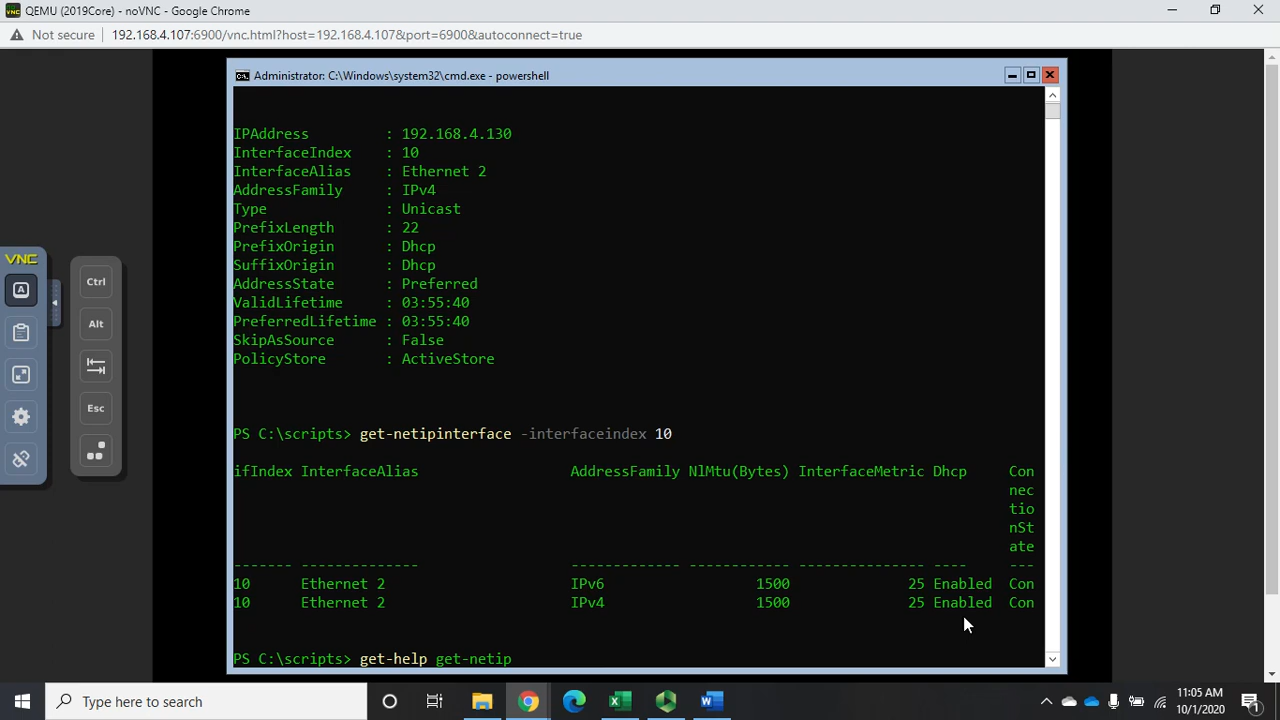 QEMU (2019Core) - noVNC - Google Chrome
Not secure 192.168.4.107:6900/vnc.html?host=192.168.4.107&port=6900&autoconnect=true
Administrator: C:\Windows\system32\cmd.exe - powershell
IPAddress : 192.168.4.130
InterfaceIndex : 10
InterfaceAlias : Ethernet 2
AddressFamily : IPv4
Type : Unicast
PrefixLength : 22
PrefixOrigin : Dhcp
SuffixOrigin : Dhcp
AddressState : Preferred
ValidLifetime : 03:55:40
PreferredLifetime : 03:55:40
SkipAsSource : False
PolicyStore : ActiveStore
PS C:\scripts> get-netipinterface -interfaceindex 10
ifIndex InterfaceAlias AddressFamily NlMtu(Bytes) InterfaceMetric Dhcp Con
nec
tio
nSt
ate
------- -------------- ------------- ------------ --------------- ---- ---
10 Ethernet 2 IPv6 1500 25 Enabled Con
10 Ethernet 2 IPv4 1500 25 Enabled Con
PS C:\scripts> get-help get-netip
VNC
A
Ctrl
Alt
Esc
Type here to search
11:05 AM
10/1/2020
1